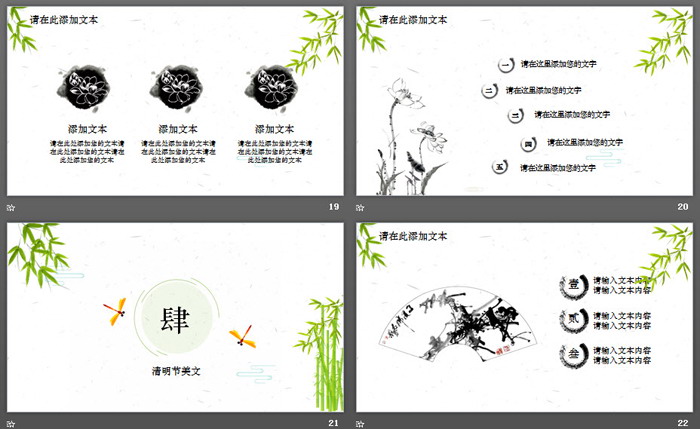 请在此添加文本
添加文本
添加文本
添加文本
请在此处添加您的文本请
在此处添加您的文本请在
此处添加您的文本
请在此处添加您的文本请
在此处添加您的文本请在
此处添加您的文本
请在此处添加您的文本请
在此处添加您的文本请在
此处添加您的文本
19
请在此添加文本
一 请在这里添加您的文字
二 请在这里添加您的文字
三 请在这里添加您的文字
四 请在这里添加您的文字
五 请在这里添加您的文字
20
肆
清明节美文
21
请在此添加文本
壹 请输入文本内容
请输入文本内容
贰 请输入文本内容
请输入文本内容
叁 请输入文本内容
请输入文本内容
22